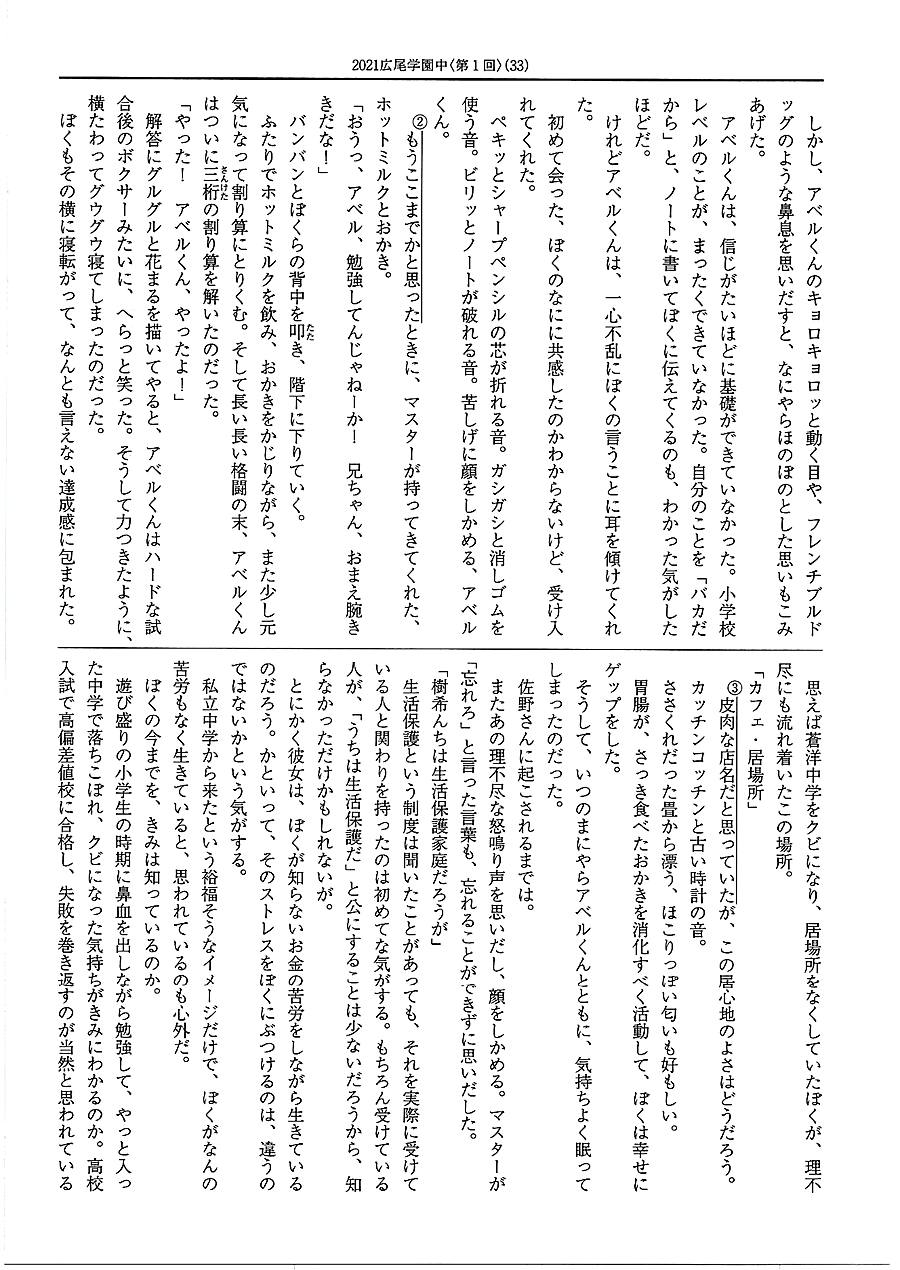 2021広尾学園中〈第1回〉(33)
しかし、アベルくんのキョロキョロッと動く目や、フレンチブルド
ッグのような鼻息を思いだすと、なにやらほのぼのとした思いもこみ
あげた。
アベルくんは、信じがたいほどに基礎ができていなかった。小学校
レベルのことが、まったくできていなかった。自分のことを「バカだ
から」と、ノートに書いてぼくに伝えてくるのも、わかった気がした
ほどだ。
けれどアベルくんは、一心不乱にぼくの言うことに耳を傾けてくれ
た。
初めて会った、ぼくのなにに共感したのかわからないけど、受け入
れてくれた。
ペキッとシャープペンシルの芯が折れる音。ガシガシと消しゴムを
使う音。ビリッとノートが破れる音。苦しげに顔をしかめる、アベル
くん。
②もうここまでかと思ったときに、マスターが持ってきてくれた、
ホットミルクとおかき。
「おうっ、アベル、勉強してんじゃねーか！　兄ちゃん、おまえ腕き
きだな！」
バンバンとぼくらの背中を叩き、階下に下りていく。
ふたりでホットミルクを飲み、おかきをかじりながら、また少し元
気になって割り算にとりくむ。そして長い長い格闘の末、アベルくん
はついに三桁の割り算を解いたのだった。
「やった！　アベルくん、やったよ！」
解答にグルグルと花まるを描いてやると、アベルくんはハードな試
合後のボクサーみたいに、へらっと笑った。そうして力つきたように、
横たわってグウグウ寝てしまったのだった。
ぼくもその横に寝転がって、なんとも言えない達成感に包まれた。
思えば蒼洋中学をクビになり、居場所をなくしていたぼくが、理不
尽にも流れ着いたこの場所。
「カフェ・居場所」
③皮肉な店名だと思っていたが、この居心地のよさはどうだろう。
カッチンコッチンと古い時計の音。
ささくれだった畳から漂う、ほこりっぽい匂いも好もしい。
胃腸が、さっき食べたおかきを消化すべく活動して、ぼくは幸せに
ゲップをした。
そうして、いつのまにやらアベルくんとともに、気持ちよく眠って
しまったのだった。
佐野さんに起こされるまでは。
またあの理不尽な怒鳴り声を思いだし、顔をしかめる。マスターが
「忘れろ」と言った言葉も、忘れることができずに思いだした。
「樹希んちは生活保護家庭だろうが」
生活保護という制度は聞いたことがあっても、それを実際に受けて
いる人と関わりを持ったのは初めてな気がする。もちろん受けている
人が、「うちは生活保護だ」と公にすることは少ないだろうから、知
らなかっただけかもしれないが。
とにかく彼女は、ぼくが知らないお金の苦労をしながら生きている
のだろう。かといって、そのストレスをぼくにぶつけるのは、違うの
ではないかという気がする。
私立中学から来たという裕福そうなイメージだけで、ぼくがなんの
苦労もなく生きていると、思われているのも心外だ。
ぼくの今までを、きみは知っているのか。
遊び盛りの小学生の時期に鼻血を出しながら勉強して、やっと入っ
た中学で落ちこぼれ、クビになった気持ちがきみにわかるのか。高校
入試で高偏差値校に合格し、失敗を巻き返すのが当然と思われている